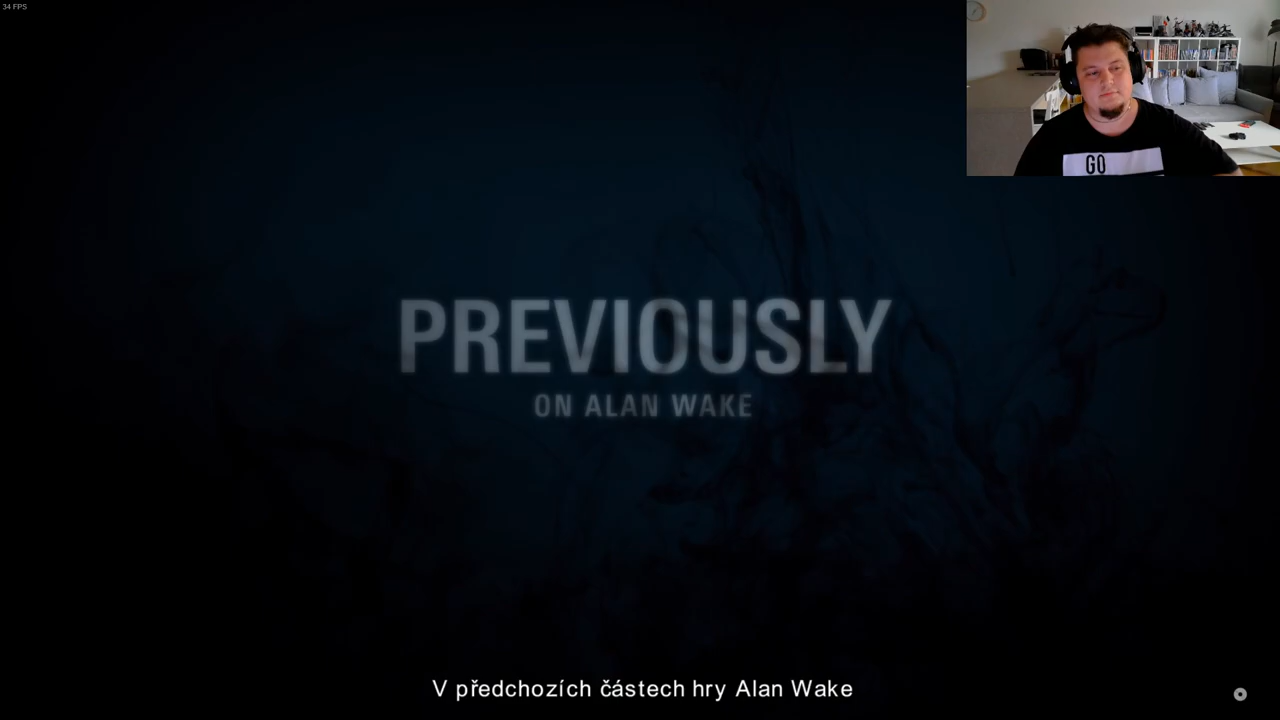 34 FPS
GO
PREVIOUSLY
ON ALAN WAKE
V předchozích částech hry Alan Wake